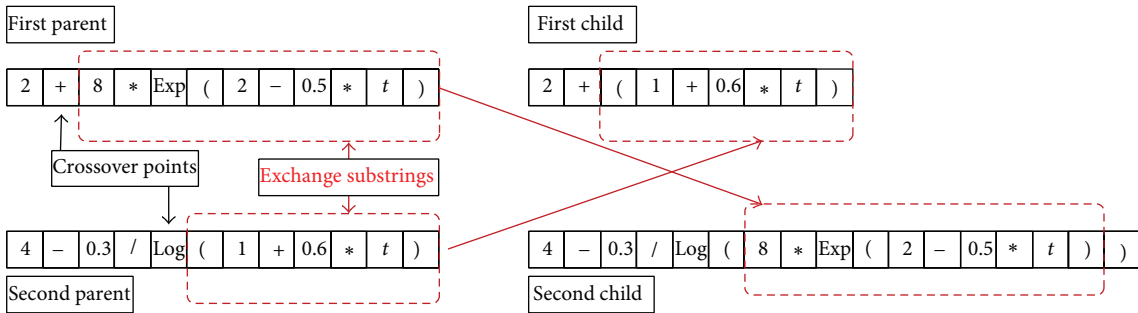 First parent
First child
2 + 8 * Exp ( 2 − 0.5 * t )
2 + ( 1 + 0.6 * t )
Crossover points
Exchange substrings
4 − 0.3 / Log ( 1 + 0.6 * t )
4 − 0.3 / Log ( 8 * Exp ( 2 − 0.5 * t ) )
Second parent
Second child